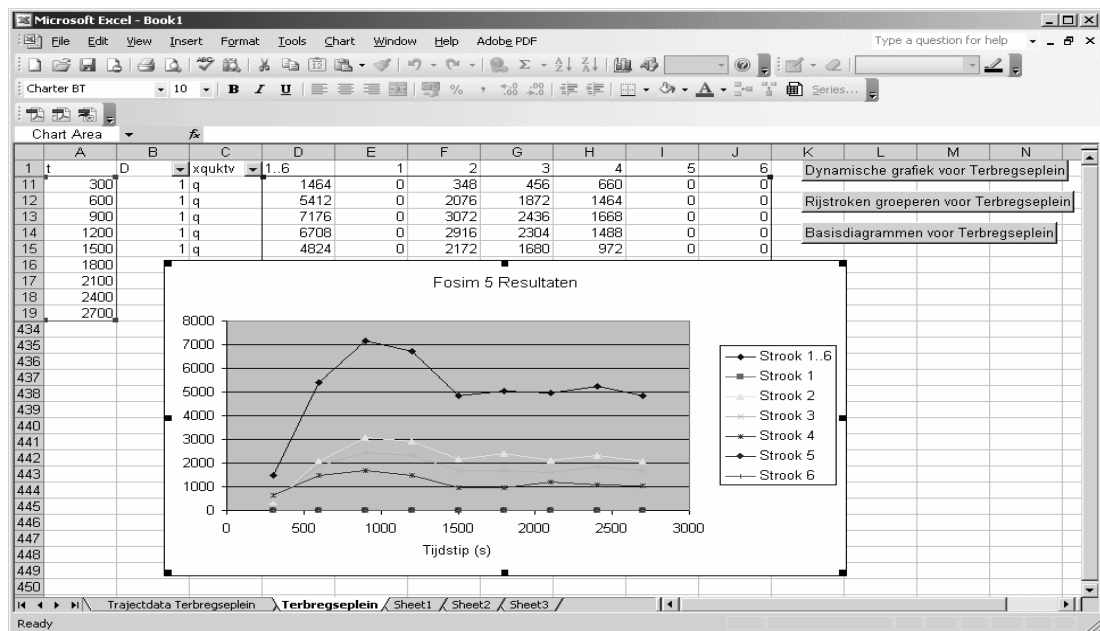 Microsoft Excel - Book1
File Edit View Insert Format Tools Chart Window Help Adobe PDF Type a question for help
Charter BT 10 B I U % , Series...
Chart Area fx
A B C D E F G H I J K L M N
1 t D xquktv 1..6 1 2 3 4 5 6 Dynamische grafiek voor Terbregseplein
11 300 1 q 1464 0 348 456 660 0 0
12 600 1 q 5412 0 2076 1872 1464 0 0 Rijstroken groeperen voor Terbregseplein
13 900 1 q 7176 0 3072 2436 1668 0 0
14 1200 1 q 6708 0 2916 2304 1488 0 0 Basisdiagrammen voor Terbregseplein
15 1500 1 q 4824 0 2172 1680 972 0 0
16 1800
17 2100
18 2400
19 2700
434
435
436
437
438
439
440
441
442
443
444
445
446
447
448
449
450
Fosim 5 Resultaten
8000
7000
6000
5000
4000
3000
2000
1000
0
0 500 1000 1500 2000 2500 3000
Tijdstip (s)
Strook 1..6
Strook 1
Strook 2
Strook 3
Strook 4
Strook 5
Strook 6
Trajectdata Terbregseplein Terbregseplein Sheet1 Sheet2 Sheet3
Ready